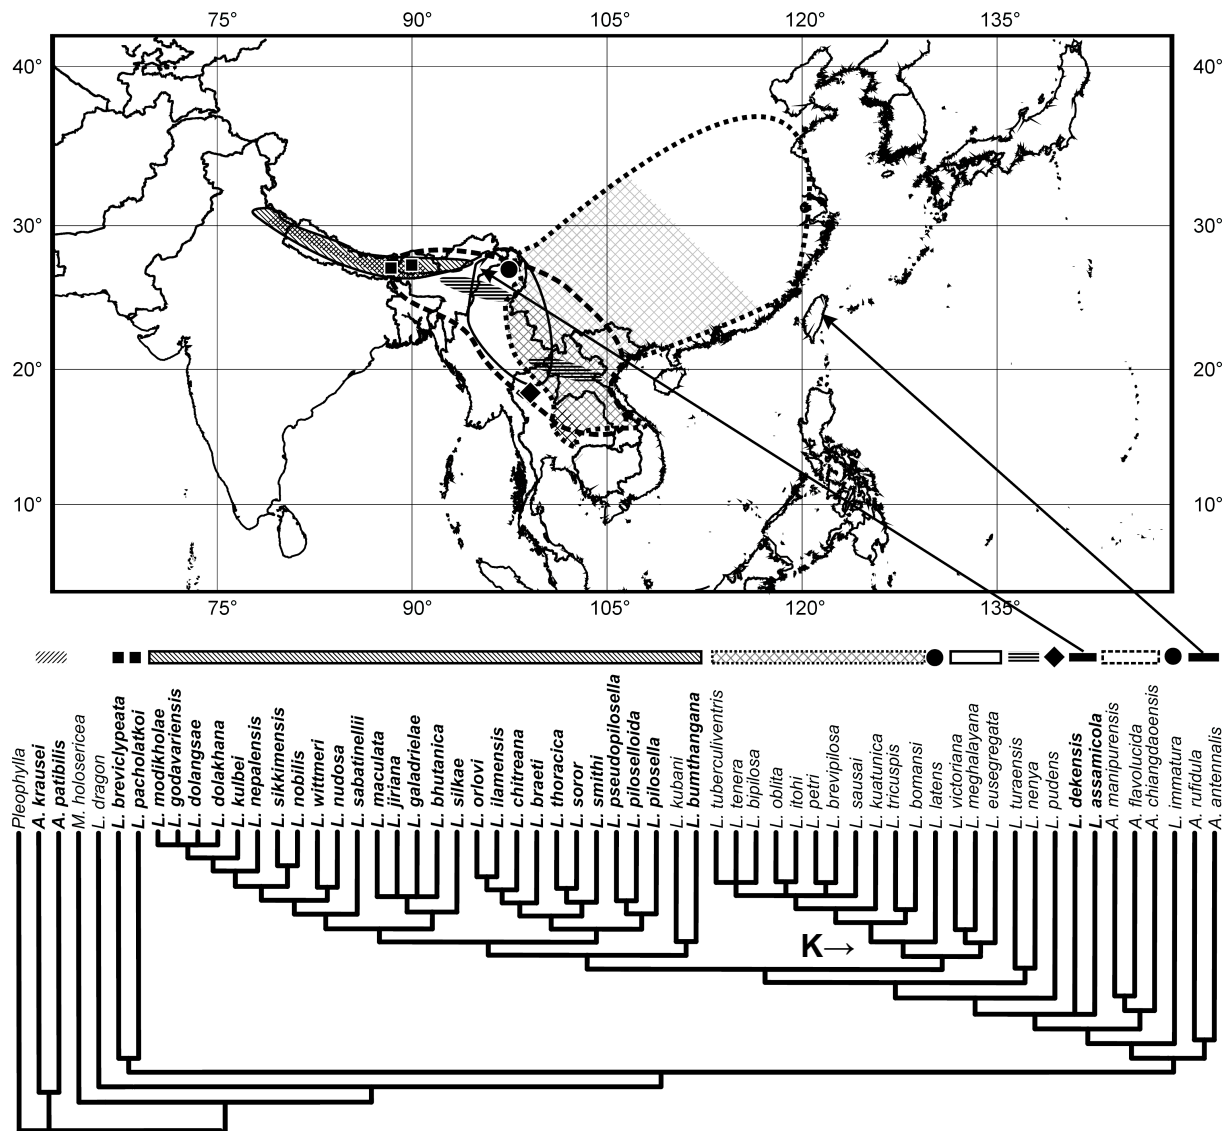 75° 90° 105° 120° 135°
40° 40°
30° 30°
20° 20°
10° 10°
75° 90° 105° 120° 135°
Pleophylla
A. krausei
A. patibilis
M. holosericea
L. dragon
L. breviclypeata
L. pacholatkoi
L. modikholae
L. godavariensis
L. dolangsae
L. dolakhana
L. kulbei
L. nepalensis
L. sikkimensis
L. nobilis
L. wittmeri
L. nudosa
L. sabatinellii
L. maculata
L. jiriana
L. galadrielae
L. bhutanica
L. silkae
L. orlovi
L. ilamensis
L. chitreana
L. braeti
L. thoracica
L. soror
L. smithi
L. pseudopilosella
L. piloselloida
L. pilosella
L. kubani
L. bumthangana
L. tuberculiventris
L. tenera
L. bipilosa
L. oblita
L. itohi
L. petri
L. brevipilosa
L. sausai
L. kuatunica
L. tricuspis
L. bomansi
L. latens
L. victoriana
L. meghalayana
L. eusegregata
L. turaensis
L. nenya
L. pudens
L. dekensis
L. assamicola
A. manipurensis
A. flavolucida
A. chiangdaoensis
L. immatura
A. rufidula
A. antennalis
K→